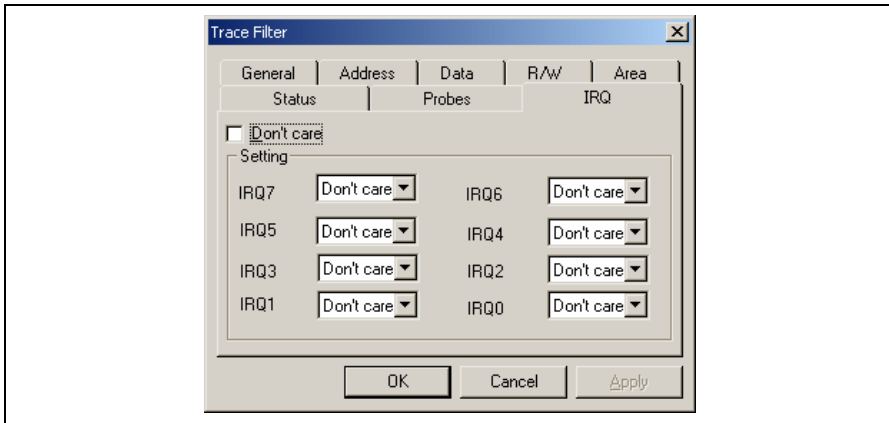 Trace Filter
General Address Data R/W Area
Status Probes IRQ
Don't care
Setting
IRQ7 Don't care IRQ6 Don't care
IRQ5 Don't care IRQ4 Don't care
IRQ3 Don't care IRQ2 Don't care
IRQ1 Don't care IRQ0 Don't care
OK Cancel Apply